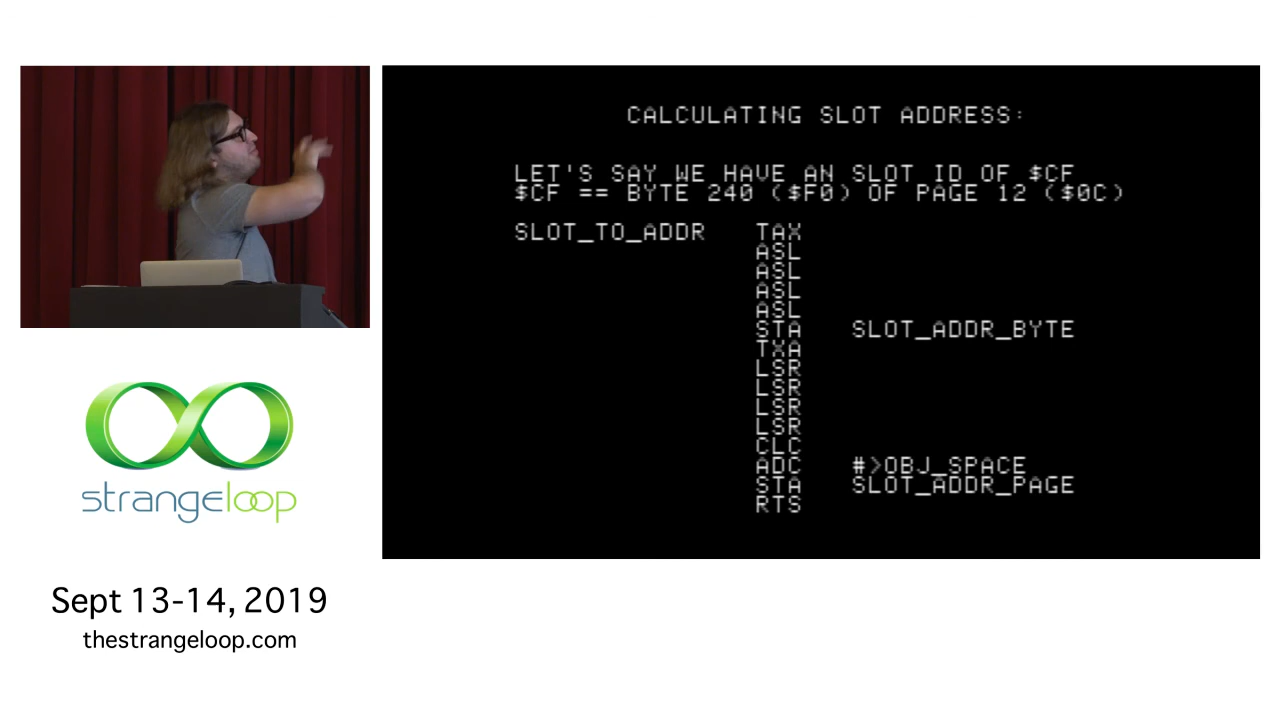 CALCULATING SLOT ADDRESS:
LET'S SAY WE HAVE AN SLOT ID OF $CF
$CF == BYTE 240 ($F0) OF PAGE 12 ($0C)
SLOT_TO_ADDR TAX
ASL
ASL
ASL
ASL
STA SLOT_ADDR_BYTE
TXA
LSR
LSR
LSR
LSR
CLC
ADC #>OBJ_SPACE
STA SLOT_ADDR_PAGE
RTS
strangeloop
Sept 13-14, 2019
thestrangeloop.com